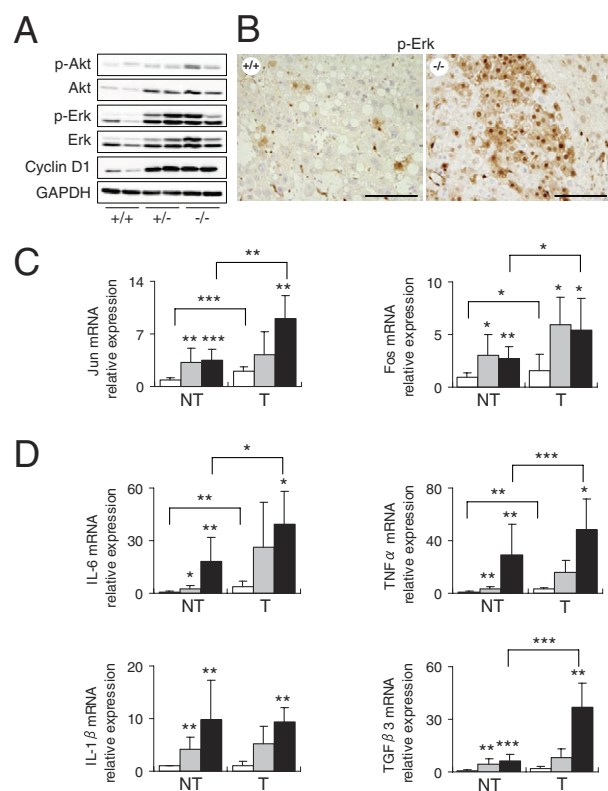 A
p-Akt
Akt
p-Erk
Erk
Cyclin D1
GAPDH
+/+ +/- -/-
B
p-Erk
+/+
-/-
C
Jun mRNA
relative expression
14
7
0
**
***
** ***
**
NT T
Fos mRNA
relative expression
10
5
0
*
*
* **
* *
NT T
D
IL-6 mRNA
relative expression
60
30
0
*
**
* **
*
NT T
TNFα mRNA
relative expression
80
40
0
***
**
** **
*
NT T
IL-1β mRNA
relative expression
20
10
0
** **
**
NT T
TGFβ3 mRNA
relative expression
60
30
0
***
** ***
**
NT T